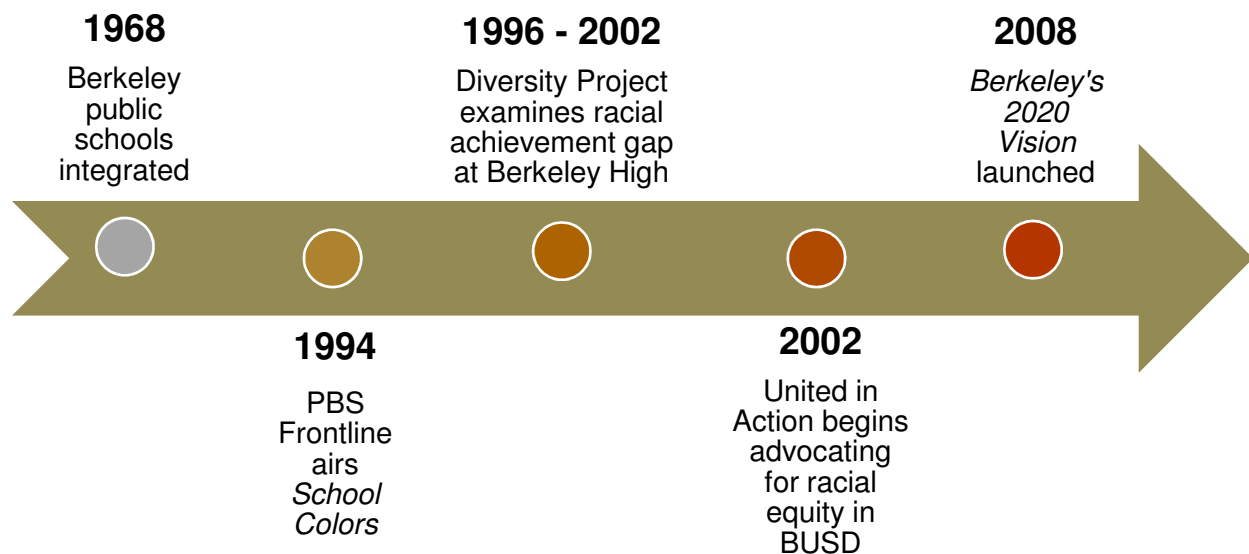 1968
Berkeley
public
schools
integrated
1994
PBS
Frontline
airs
School
Colors
1996 - 2002
Diversity Project
examines racial
achievement gap
at Berkeley High
2002
United in
Action begins
advocating
for racial
equity in
BUSD
2008
Berkeley's
2020
Vision
launched